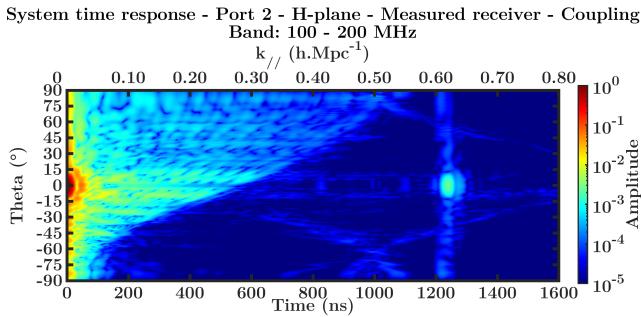 System time response - Port 2 - H-plane - Measured receiver - Coupling
Band: 100 - 200 MHz
k// (h.Mpc-1)
0 0.10 0.20 0.30 0.40 0.50 0.60 0.70 0.80
90
75
60
45
30
15
0
-15
-30
-45
-60
-75
-90
Theta (°)
0 200 400 600 800 1000 1200 1400 1600
Time (ns)
100
10-1
10-2
10-3
10-4
10-5
Amplitude